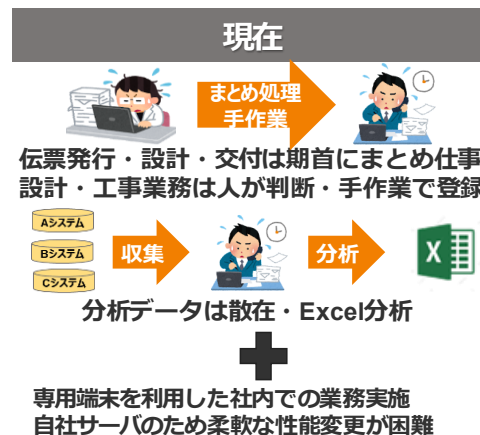 現在
まとめ処理
手作業
伝票発行・設計・交付は期首にまとめ仕事
設計・工事業務は人が判断・手作業で登録
Aシステム
Bシステム
Cシステム
収集
分析
X
分析データは散在・Excel分析
専用端末を利用した社内での業務実施
自社サーバのため柔軟な性能変更が困難